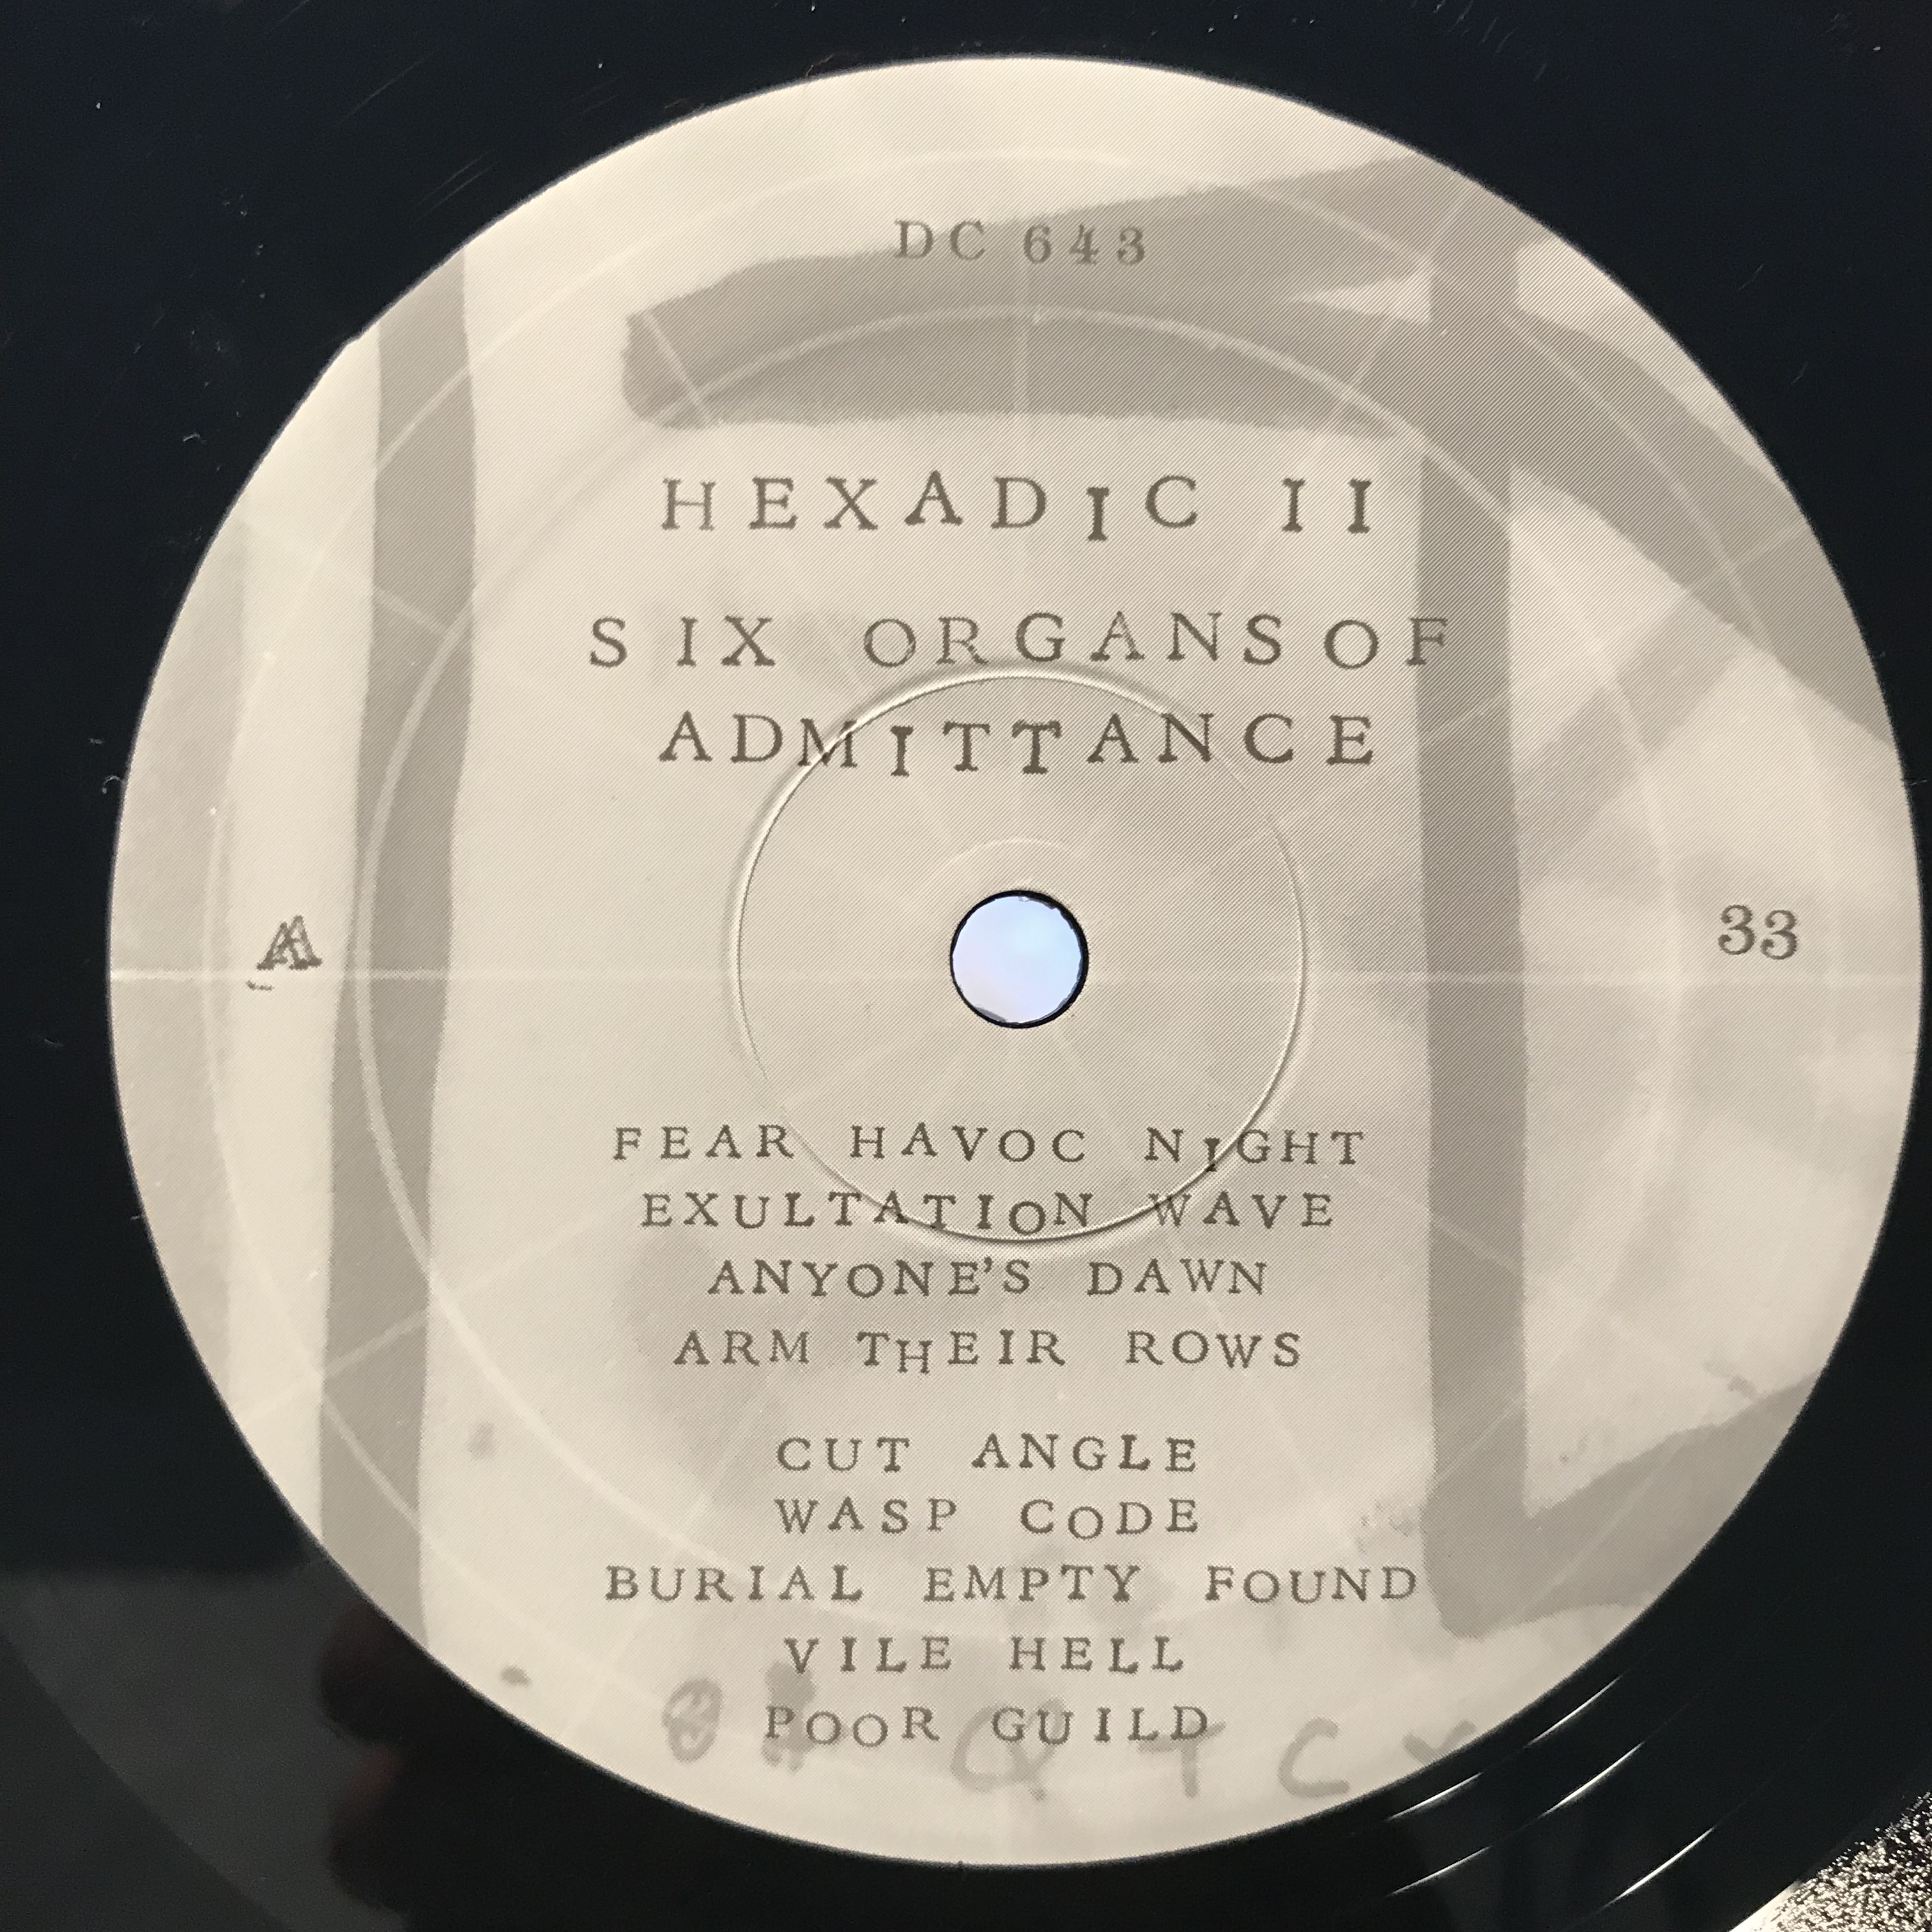 DC 643
HEXADIC II
SIX ORGANS OF
ADMITTANCE
A
33
FEAR HAVOC NIGHT
EXULTATION WAVE
ANYONE'S DAWN
ARM THEIR ROWS
CUT ANGLE
WASP CODE
BURIAL EMPTY FOUND
VILE HELL
POOR GUILD